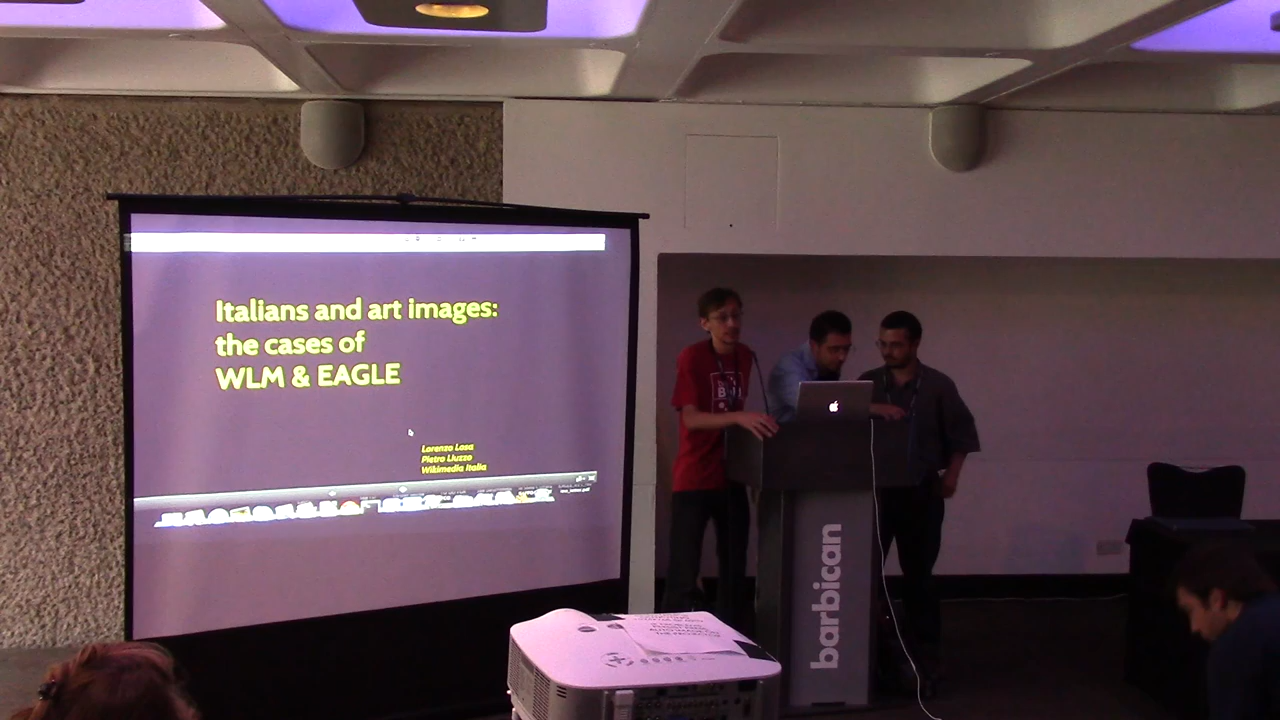 Italians and art images:
the cases of
WLM & EAGLE
Lorenzo Losa
Pietro Liuzzo
Wikimedia Italia
barbican